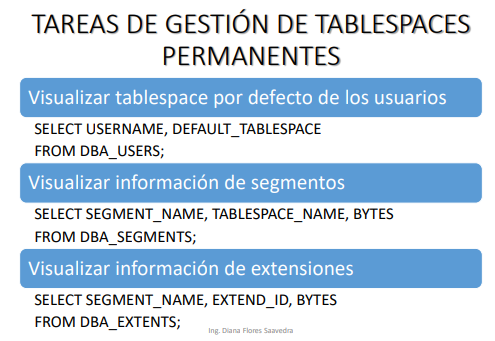 TAREAS DE GESTIÓN DE TABLESPACES
PERMANENTES
Visualizar tablespace por defecto de los usuarios
SELECT USERNAME, DEFAULT_TABLESPACE
FROM DBA_USERS;
Visualizar información de segmentos
SELECT SEGMENT_NAME, TABLESPACE_NAME, BYTES
FROM DBA_SEGMENTS;
Visualizar información de extensiones
SELECT SEGMENT_NAME, EXTEND_ID, BYTES
FROM DBA_EXTENTS;
Ing. Diana Flores Saavedra